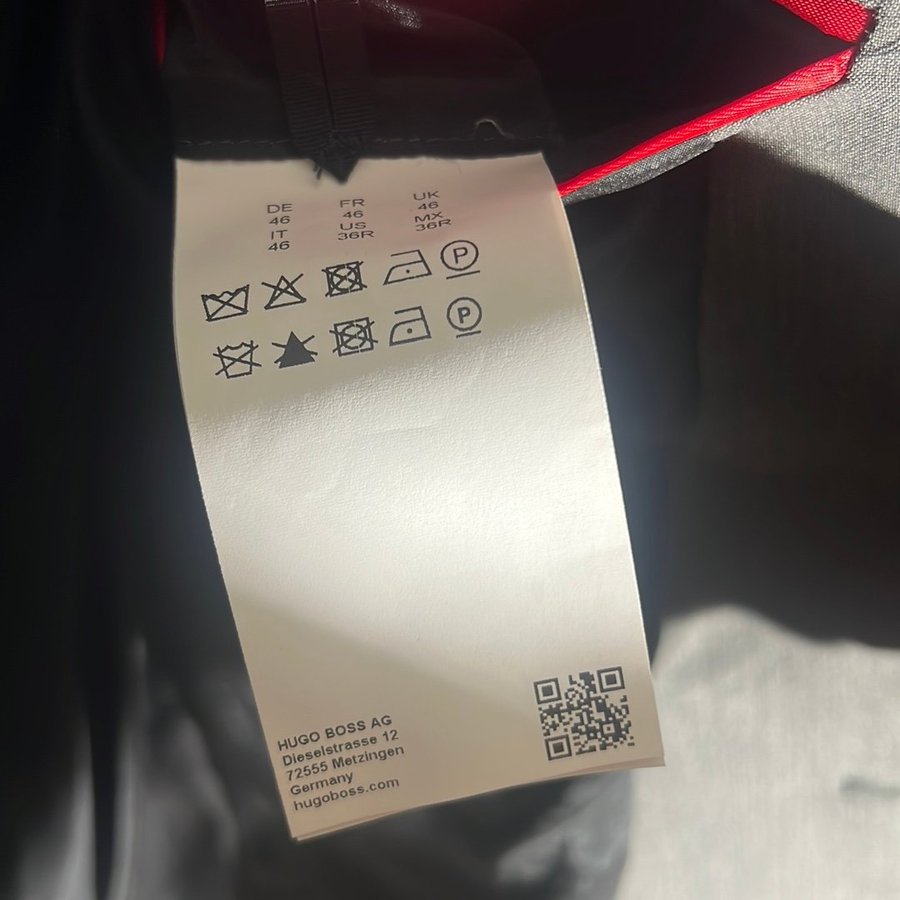 DE FR UK
46 46 46
IT US MX
46 36R 36R
P
P
HUGO BOSS AG
Dieselstrasse 12
72555 Metzingen
Germany
hugoboss.com